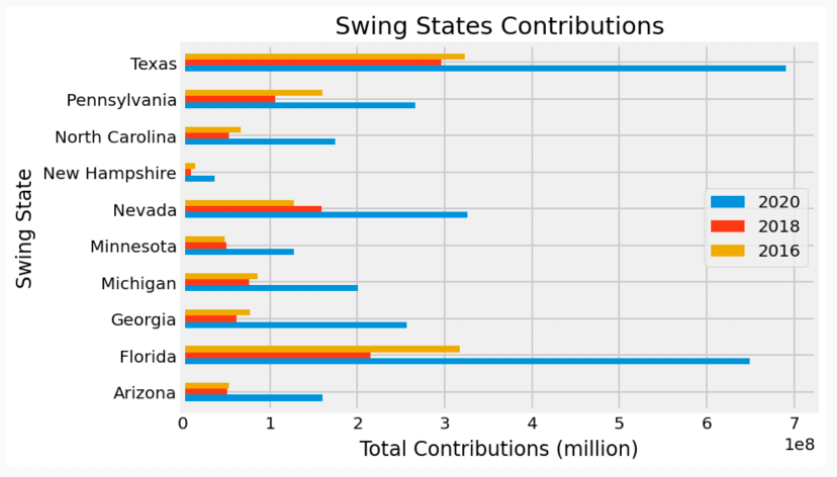 Swing States Contributions
Texas
Pennsylvania
North Carolina
New Hampshire
Nevada
Minnesota
Michigan
Georgia
Florida
Arizona
Swing State
2020
2018
2016
0 1 2 3 4 5 6 7
1e8
Total Contributions (million)